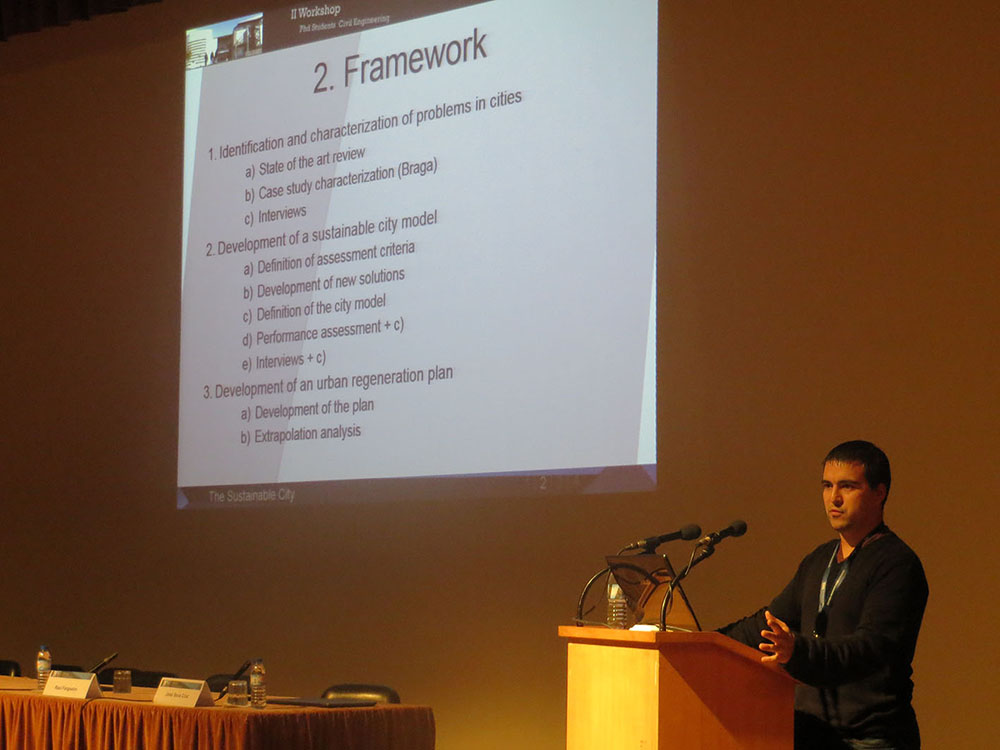 II Workshop
Phd Students Civil Engineering
2. Framework
1. Identification and characterization of problems in cities
a) State of the art review
b) Case study characterization (Braga)
c) Interviews
2. Development of a sustainable city model
a) Definition of assessment criteria
b) Development of new solutions
c) Definition of the city model
d) Performance assessment + c)
e) Interviews + c)
3. Development of an urban regeneration plan
a) Development of the plan
b) Extrapolation analysis
The Sustainable City
2